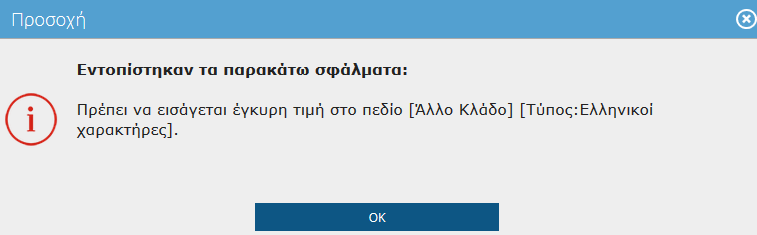 Προσοχή
Εντοπίστηκαν τα παρακάτω σφάλματα:
Πρέπει να εισάγεται έγκυρη τιμή στο πεδίο [Άλλο Κλάδο] [Τύπος:Ελληνικοί
χαρακτήρες].
OK